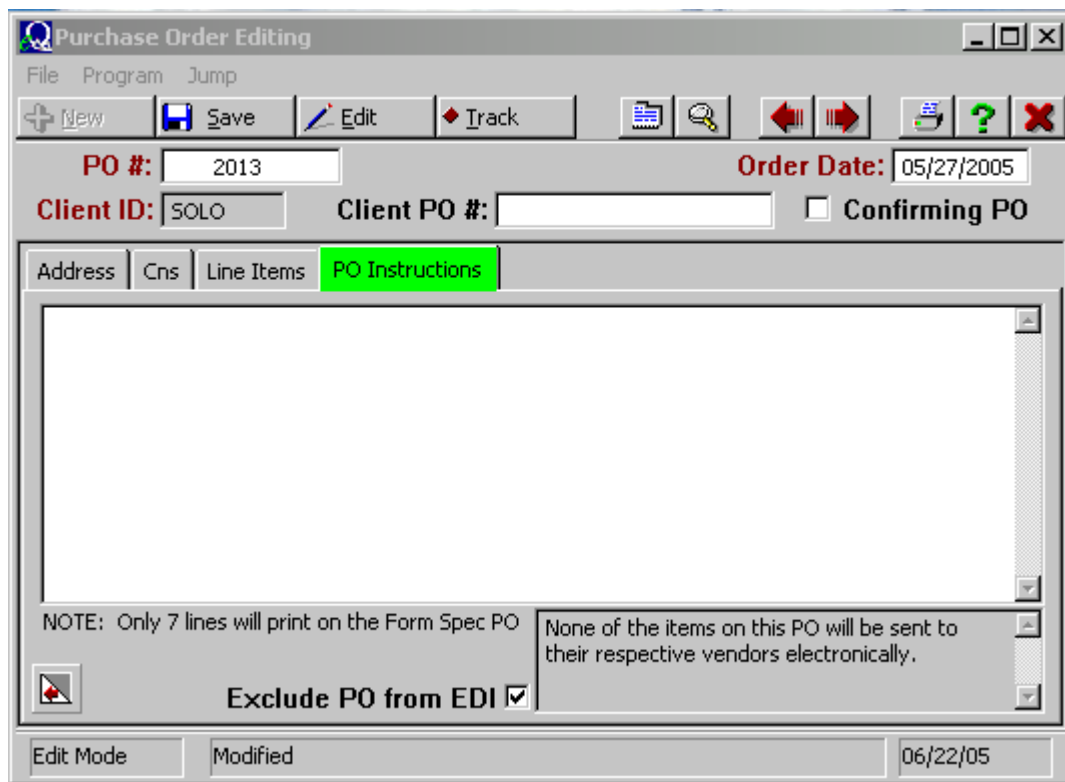 Purchase Order Editing
File Program Jump
New Save Edit Track
PO #: 2013 Order Date: 05/27/2005
Client ID: SOLO Client PO #: Confirming PO
Address Cns Line Items PO Instructions
NOTE: Only 7 lines will print on the Form Spec PO
None of the items on this PO will be sent to
their respective vendors electronically.
Exclude PO from EDI
Edit Mode Modified 06/22/05